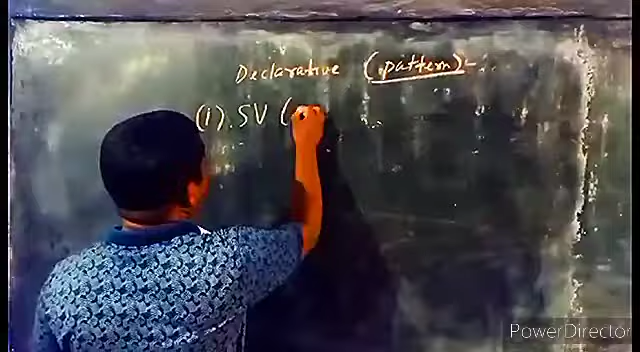 Declarative (pattern):-
(1). SV (
PowerDirector